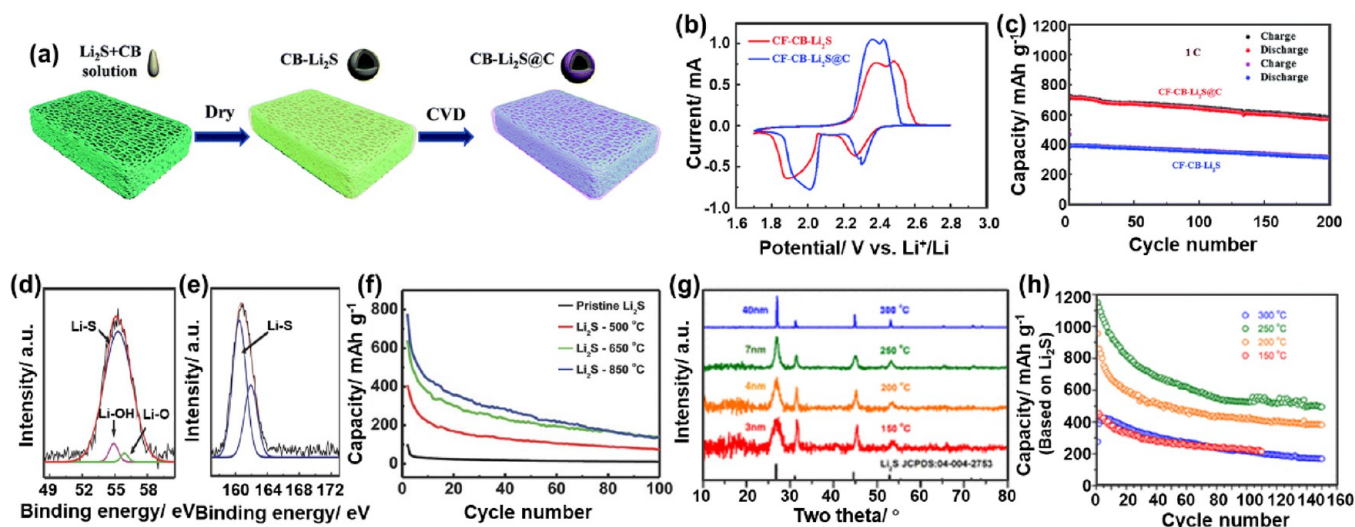 (a)
Li₂S+CB
solution
CB-Li₂S
CB-Li₂S@C
Dry
CVD
(b)
Current/ mA
1.0
0.5
0.0
-0.5
-1.0
CF-CB-Li₂S
CF-CB-Li₂S@C
1.6 1.8 2.0 2.2 2.4 2.6 2.8 3.0
Potential/ V vs. Li⁺/Li
(c)
Capacity/ mAh g⁻¹
1200
1000
800
600
400
200
0
1 C
Charge
Discharge
Charge
Discharge
CF-CB-Li₂S@C
CF-CB-Li₂S
0 50 100 150 200
Cycle number
(d)
Intensity/ a.u.
Li-S
Li-OH
Li-O
49 52 55 58
Binding energy/ eV
(e)
Intensity/ a.u.
Li-S
160 164 168 172
Binding energy/ eV
(f)
Capacity/ mAh g⁻¹
800
600
400
200
0
Pristine Li₂S
Li₂S - 500 °C
Li₂S - 650 °C
Li₂S - 850 °C
0 20 40 60 80 100
Cycle number
(g)
Intensity/ a.u.
40nm 300 °C
7nm 250 °C
4nm 200 °C
3nm 150 °C
Li₂S JCPDS:04-004-2753
10 20 30 40 50 60 70 80
Two theta/ °
(h)
Capacity/ mAh g⁻¹
(Based on Li₂S)
1200
1000
800
600
400
200
0
300 °C
250 °C
200 °C
150 °C
0 20 40 60 80 100 120 140 160
Cycle number